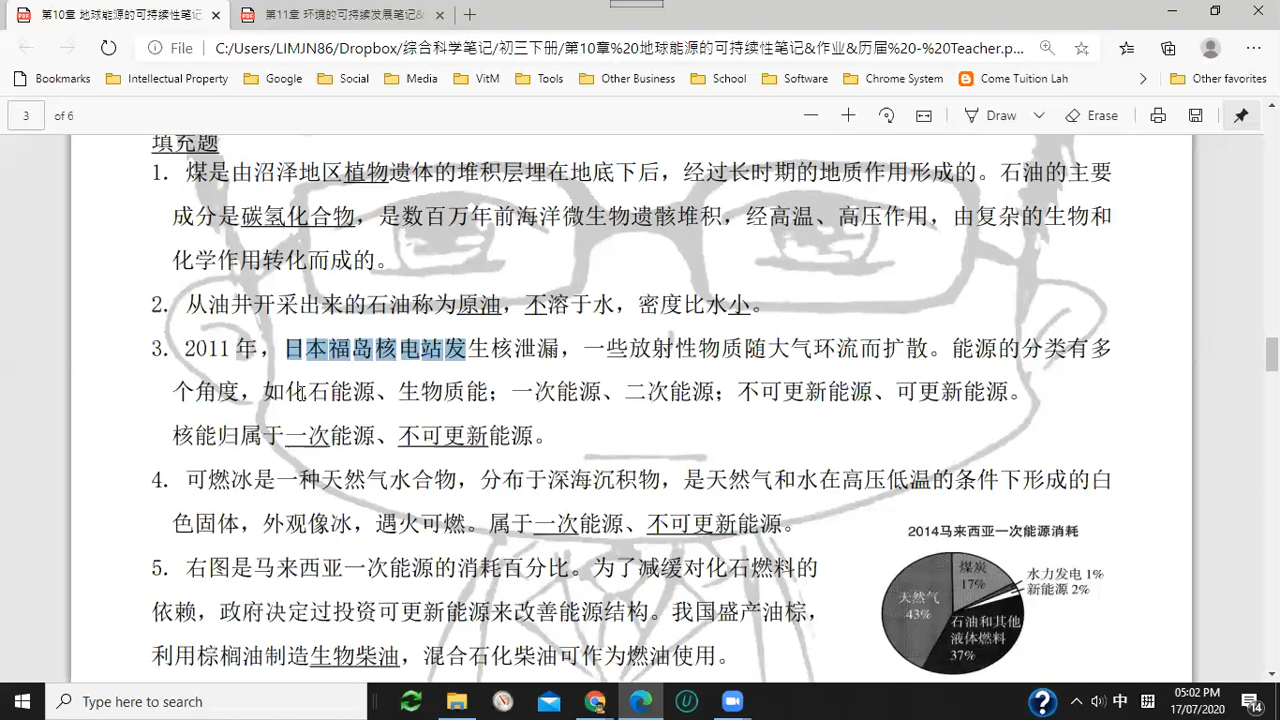 第10章 地球能源的可持续性笔记
第11章 环境的可持续发展笔记&
File
C:/Users/LIMJN86/Dropbox/综合科学笔记/初三下册/第10章%20地球能源的可持续性笔记&作业&历届%20-%20Teacher.p...
Bookmarks Intellectual Property Google Social Media VitM Tools Other Business School Software Chrome System Come Tuition Lah Other favorites
3 of 6 Draw Erase
填充题
1. 煤是由沼泽地区植物遗体的堆积层埋在地底下后，经过长时期的地质作用形成的。石油的主要
成分是碳氢化合物，是数百万年前海洋微生物遗骸堆积，经高温、高压作用，由复杂的生物和
化学作用转化而成的。
2. 从油井开采出来的石油称为原油，不溶于水，密度比水小。
3. 2011 年，日本福岛核电站发生核泄漏，一些放射性物质随大气环流而扩散。能源的分类有多
个角度，如化石能源、生物质能；一次能源、二次能源；不可更新能源、可更新能源。
核能归属于一次能源、不可更新能源。
4. 可燃冰是一种天然气水合物，分布于深海沉积物，是天然气和水在高压低温的条件下形成的白
色固体，外观像冰，遇火可燃。属于一次能源、不可更新能源。
5. 右图是马来西亚一次能源的消耗百分比。为了减缓对化石燃料的
依赖，政府决定过投资可更新能源来改善能源结构。我国盛产油棕，
利用棕榈油制造生物柴油，混合石化柴油可作为燃油使用。
2014马来西亚一次能源消耗
煤炭
17%
水力发电 1%
新能源 2%
天然气
43%
石油和其他
液体燃料
37%
Type here to search
中
拼
05:02 PM
17/07/2020
14